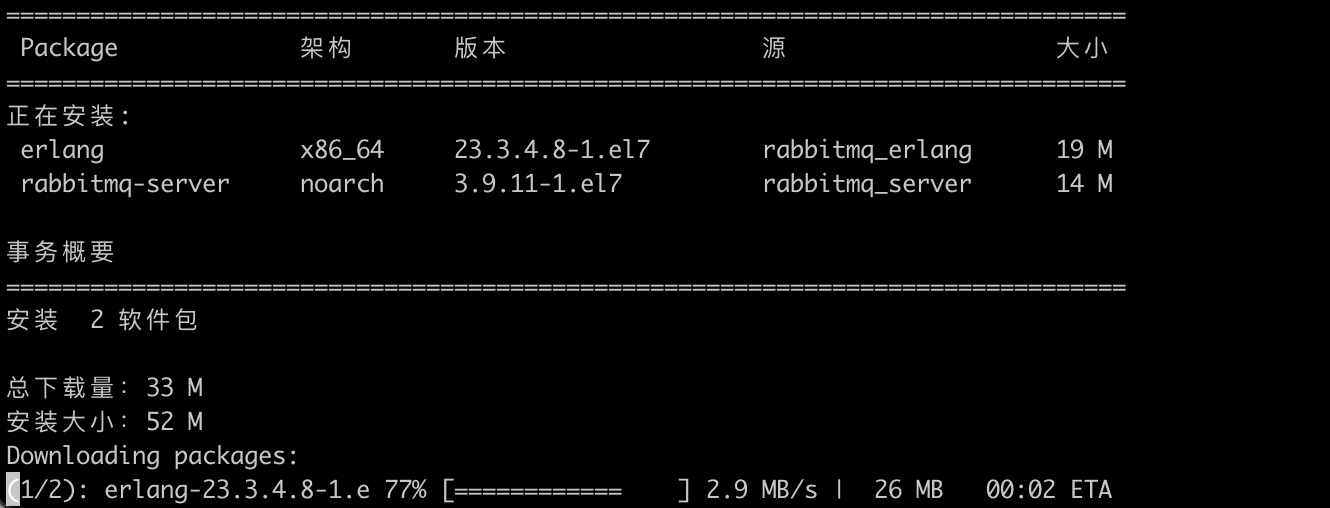 ================================================================================
Package 架构 版本 源 大小
================================================================================
正在安装:
erlang x86_64 23.3.4.8-1.el7 rabbitmq_erlang 19 M
rabbitmq-server noarch 3.9.11-1.el7 rabbitmq_server 14 M
事务概要
================================================================================
安装 2 软件包
总下载量：33 M
安装大小：52 M
Downloading packages:
(1/2): erlang-23.3.4.8-1.e 77% [============    ] 2.9 MB/s | 26 MB 00:02 ETA